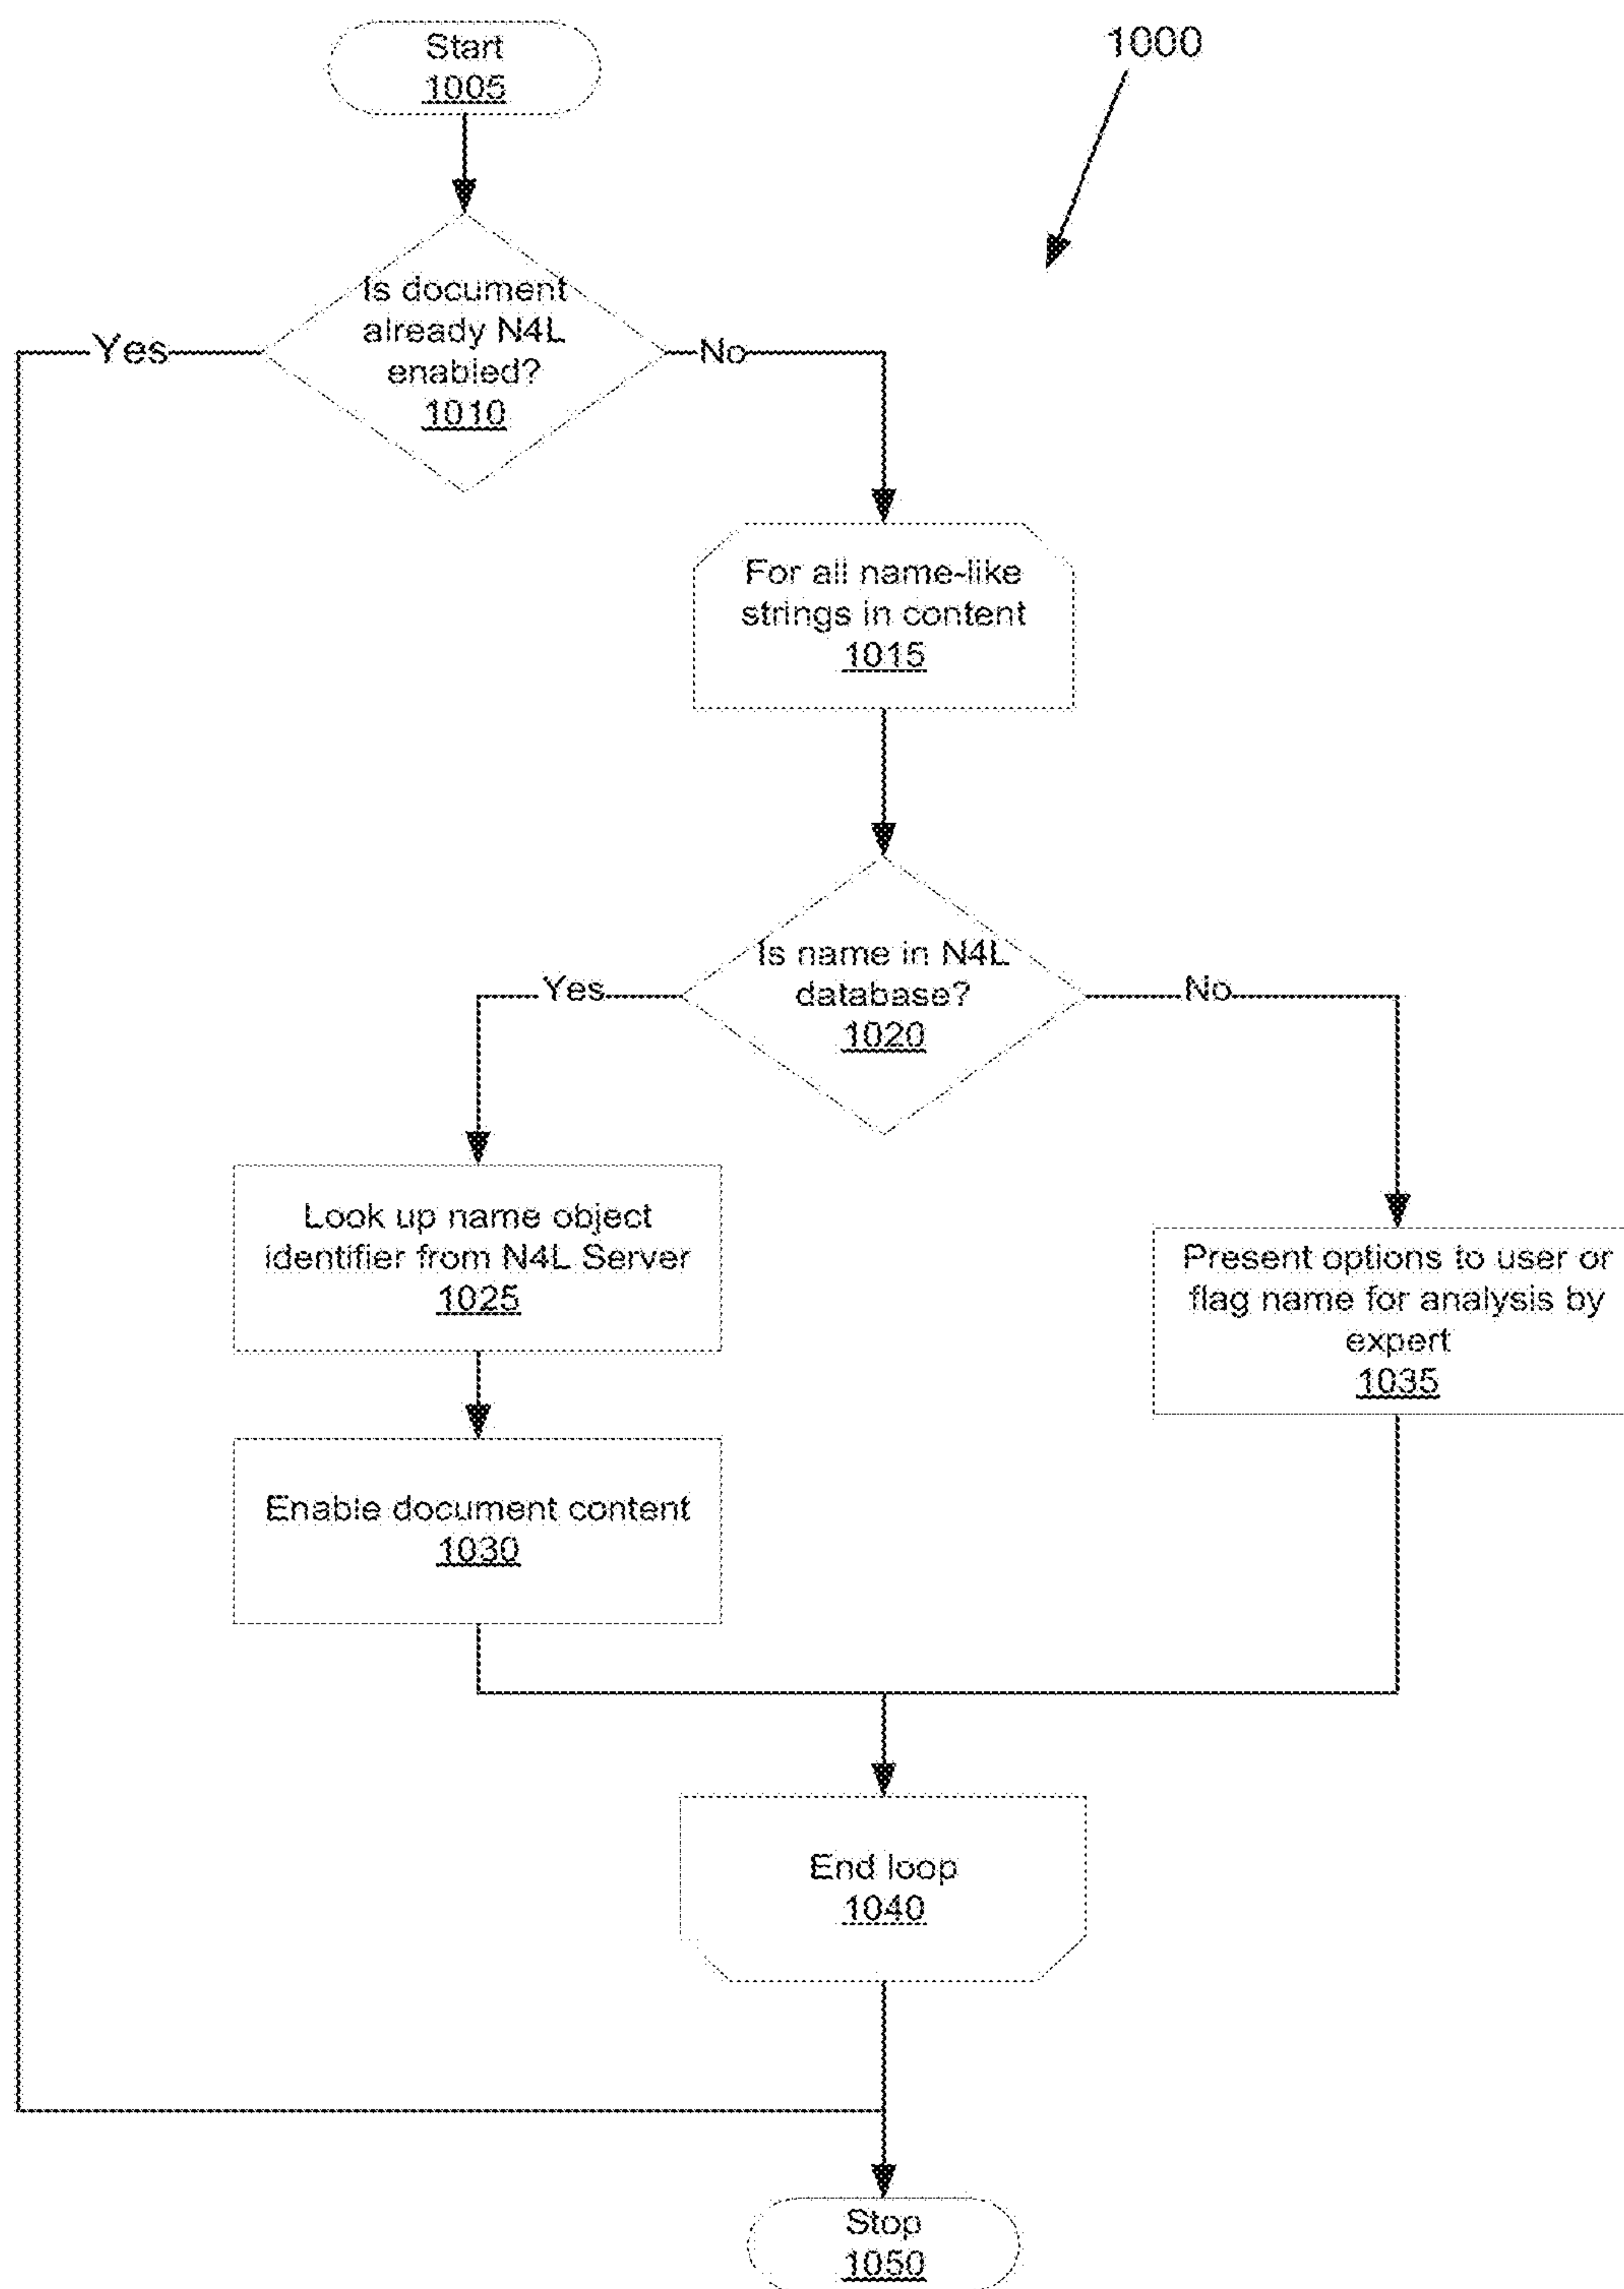 Start
1005
1000
Is document
already N4L
enabled?
1010
Yes
No
For all name-like
strings in content
1015
Is name in N4L
database?
1020
Yes
No
Look up name object
identifier from N4L Server
1025
Present options to user or
flag name for analysis by
expert
1035
Enable document content
1030
End loop
1040
Stop
1050